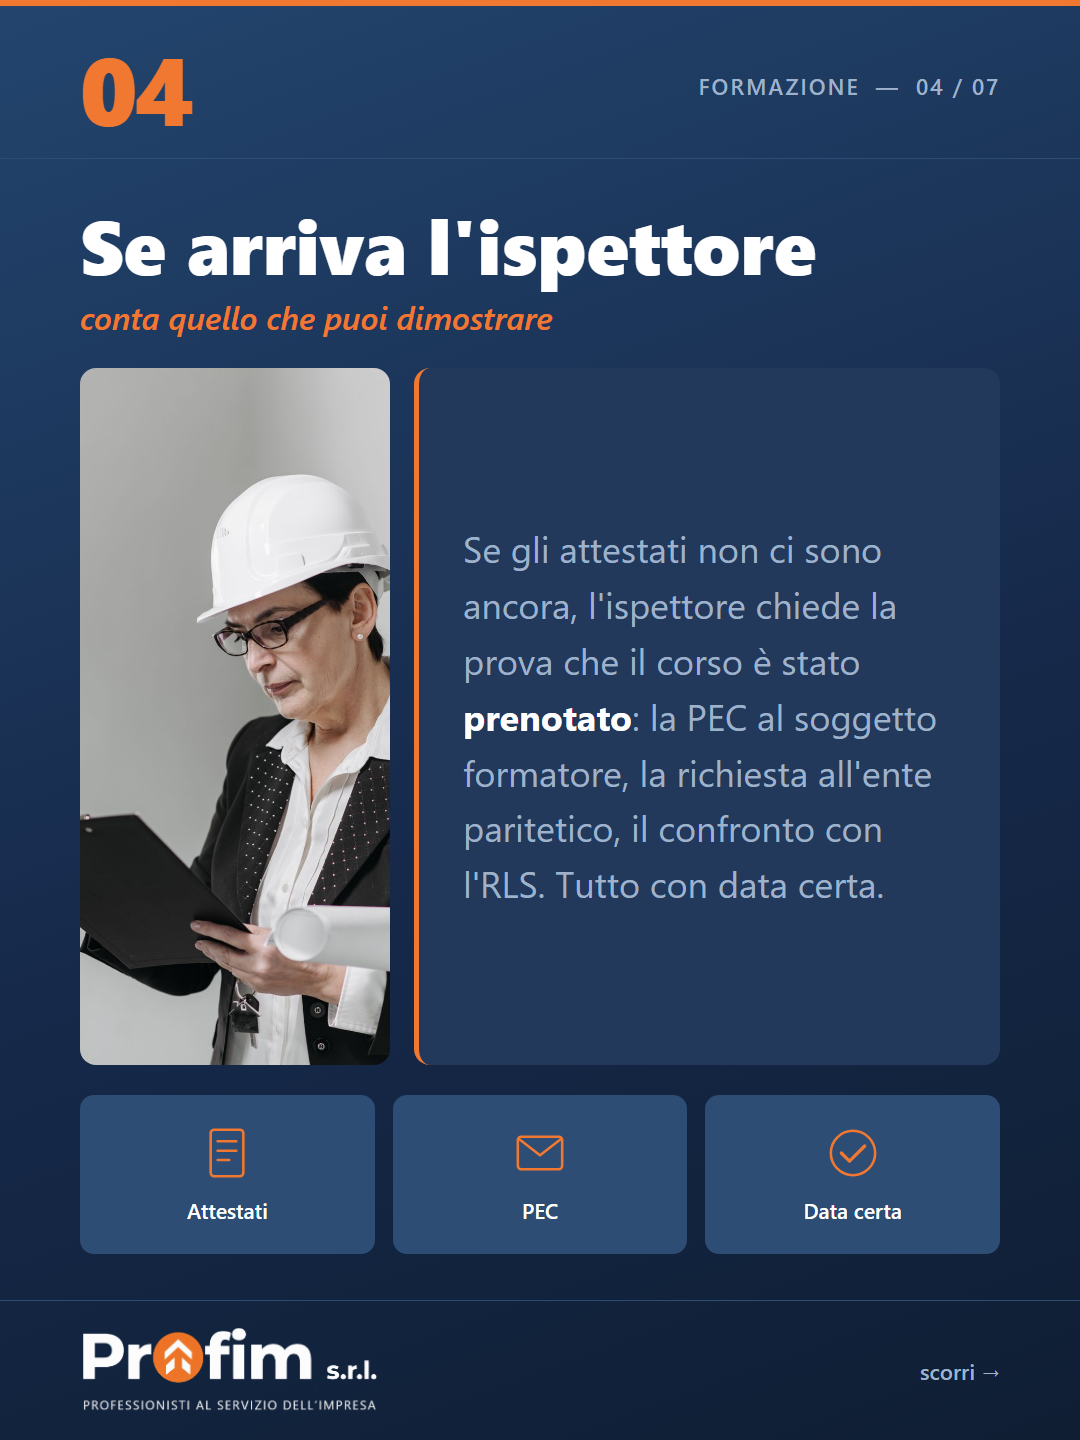 04
FORMAZIONE — 04 / 07
Se arriva l'ispettore
conta quello che puoi dimostrare
Se gli attestati non ci sono
ancora, l'ispettore chiede la
prova che il corso è stato
prenotato: la PEC al soggetto
formatore, la richiesta all'ente
paritetico, il confronto con
l'RLS. Tutto con data certa.
Attestati
PEC
Data certa
Profim s.r.l.
PROFESSIONISTI AL SERVIZIO DELL'IMPRESA
scorri →